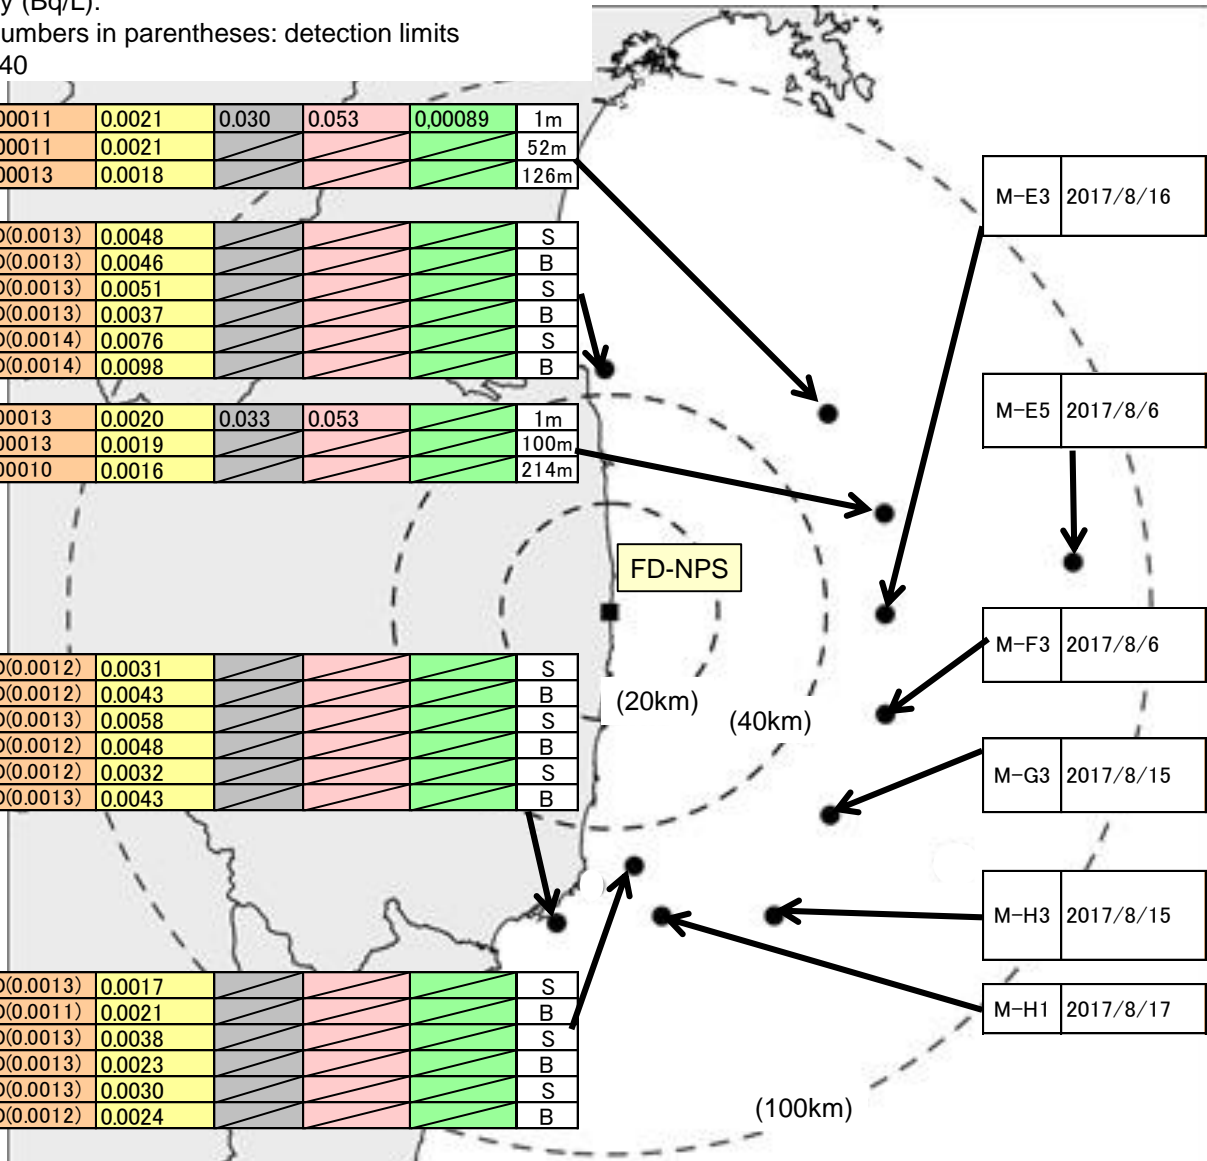 y (Bq/L).
umbers in parentheses: detection limits
40
00011 0.0021 0.030 0.053 0,00089 1m
00011 0.0021 52m
00013 0.0018 126m
M-E3 2017/8/16
D(0.0013) 0.0048 S
D(0.0013) 0.0046 B
D(0.0013) 0.0051 S
D(0.0013) 0.0037 B
D(0.0014) 0.0076 S
D(0.0014) 0.0098 B
M-E5 2017/8/6
00013 0.0020 0.033 0.053 1m
00013 0.0019 100m
00010 0.0016 214m
FD-NPS
M-F3 2017/8/6
D(0.0012) 0.0031 S
D(0.0012) 0.0043 B
D(0.0013) 0.0058 S
D(0.0012) 0.0048 B
D(0.0012) 0.0032 S
D(0.0013) 0.0043 B
(20km)
(40km)
M-G3 2017/8/15
M-H3 2017/8/15
D(0.0013) 0.0017 S
D(0.0011) 0.0021 B
D(0.0013) 0.0038 S
D(0.0013) 0.0023 B
D(0.0013) 0.0030 S
D(0.0012) 0.0024 B
M-H1 2017/8/17
(100km)